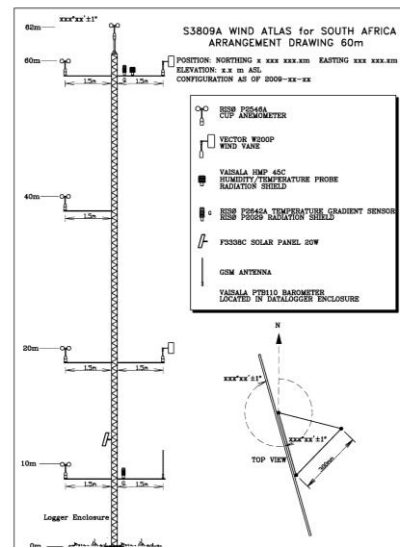 S3809A WIND ATLAS for SOUTH AFRICA
ARRANGEMENT DRAWING 60m
POSITION: NORTHING x xxx xxx.xm EASTING xxx xxx.xm
ELEVATION: x.x m ASL
CONFIGURATION AS OF 2009-xx-xx
xxx°xx'±1°
62m
60m
1.5m
1.5m
RISØ P2546A
CUP ANEMOMETER
VECTOR W200P
WIND VANE
VAISALA HMP 45C
HUMIDITY/TEMPERATURE PROBE
RADIATION SHIELD
RISØ P2642A TEMPERATURE GRADIENT SENSOR
RISØ P2029 RADIATION SHIELD
F3338C SOLAR PANEL 20W
GSM ANTENNA
VAISALA PTB110 BAROMETER
LOCATED IN DATALOGGER ENCLOSURE
40m
1.5m
20m
1.5m
1.5m
10m
1.5m
1.5m
Logger Enclosure
0m
N
xxx°xx'±1°
xxx°xx'±1°
TOP VIEW
300mm